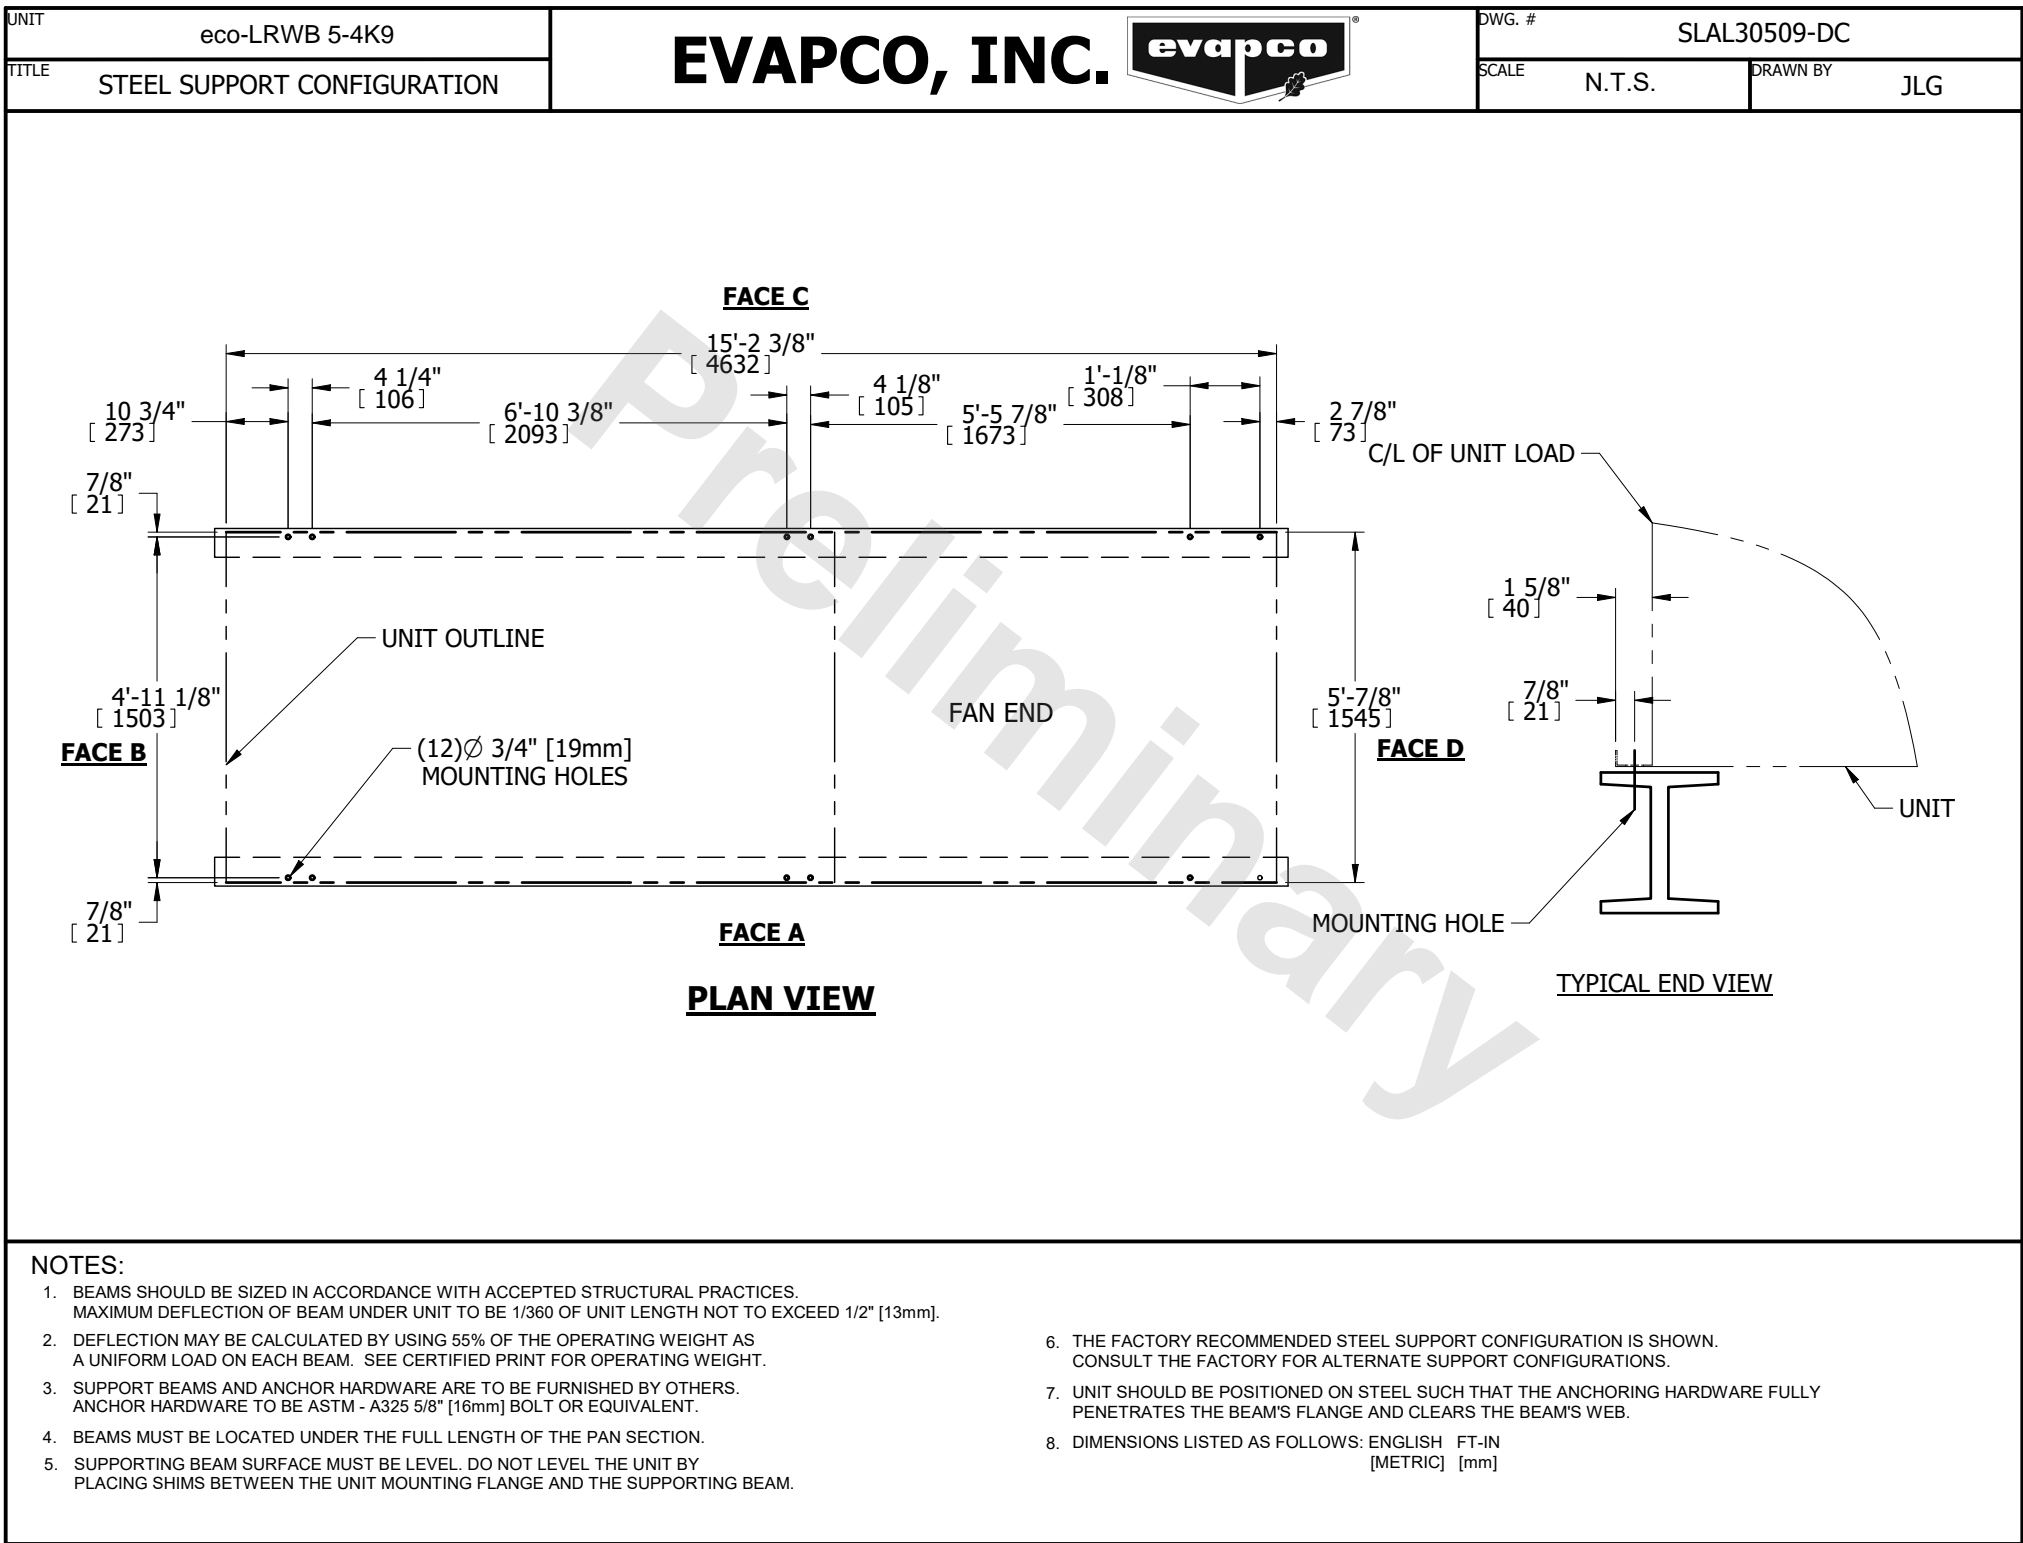 UNIT
eco-LRWB 5-4K9
TITLE
STEEL SUPPORT CONFIGURATION
EVAPCO, INC.
evapco
®
DWG. #
SLAL30509-DC
SCALE
N.T.S.
DRAWN BY
JLG
FACE C
15'-2 3/8"
[ 4632]
4 1/4"
[ 106]
4 1/8"
[ 105]
1'-1/8"
[ 308]
10 3/4"
[ 273]
6'-10 3/8"
[ 2093]
5'-5 7/8"
[ 1673]
2 7/8"
[ 73]
C/L OF UNIT LOAD
7/8"
[ 21]
1 5/8"
[ 40]
UNIT OUTLINE
4'-11 1/8"
[ 1503]
FACE B
FAN END
5'-7/8"
[ 1545]
FACE D
7/8"
[ 21]
(12)Ø 3/4" [19mm]
MOUNTING HOLES
UNIT
7/8"
[ 21]
MOUNTING HOLE
FACE A
PLAN VIEW
TYPICAL END VIEW
Preliminary
NOTES:
1. BEAMS SHOULD BE SIZED IN ACCORDANCE WITH ACCEPTED STRUCTURAL PRACTICES.
MAXIMUM DEFLECTION OF BEAM UNDER UNIT TO BE 1/360 OF UNIT LENGTH NOT TO EXCEED 1/2" [13mm].
2. DEFLECTION MAY BE CALCULATED BY USING 55% OF THE OPERATING WEIGHT AS
A UNIFORM LOAD ON EACH BEAM. SEE CERTIFIED PRINT FOR OPERATING WEIGHT.
3. SUPPORT BEAMS AND ANCHOR HARDWARE ARE TO BE FURNISHED BY OTHERS.
ANCHOR HARDWARE TO BE ASTM - A325 5/8" [16mm] BOLT OR EQUIVALENT.
4. BEAMS MUST BE LOCATED UNDER THE FULL LENGTH OF THE PAN SECTION.
5. SUPPORTING BEAM SURFACE MUST BE LEVEL. DO NOT LEVEL THE UNIT BY
PLACING SHIMS BETWEEN THE UNIT MOUNTING FLANGE AND THE SUPPORTING BEAM.
6. THE FACTORY RECOMMENDED STEEL SUPPORT CONFIGURATION IS SHOWN.
CONSULT THE FACTORY FOR ALTERNATE SUPPORT CONFIGURATIONS.
7. UNIT SHOULD BE POSITIONED ON STEEL SUCH THAT THE ANCHORING HARDWARE FULLY
PENETRATES THE BEAM'S FLANGE AND CLEARS THE BEAM'S WEB.
8. DIMENSIONS LISTED AS FOLLOWS: ENGLISH FT-IN
[METRIC] [mm]